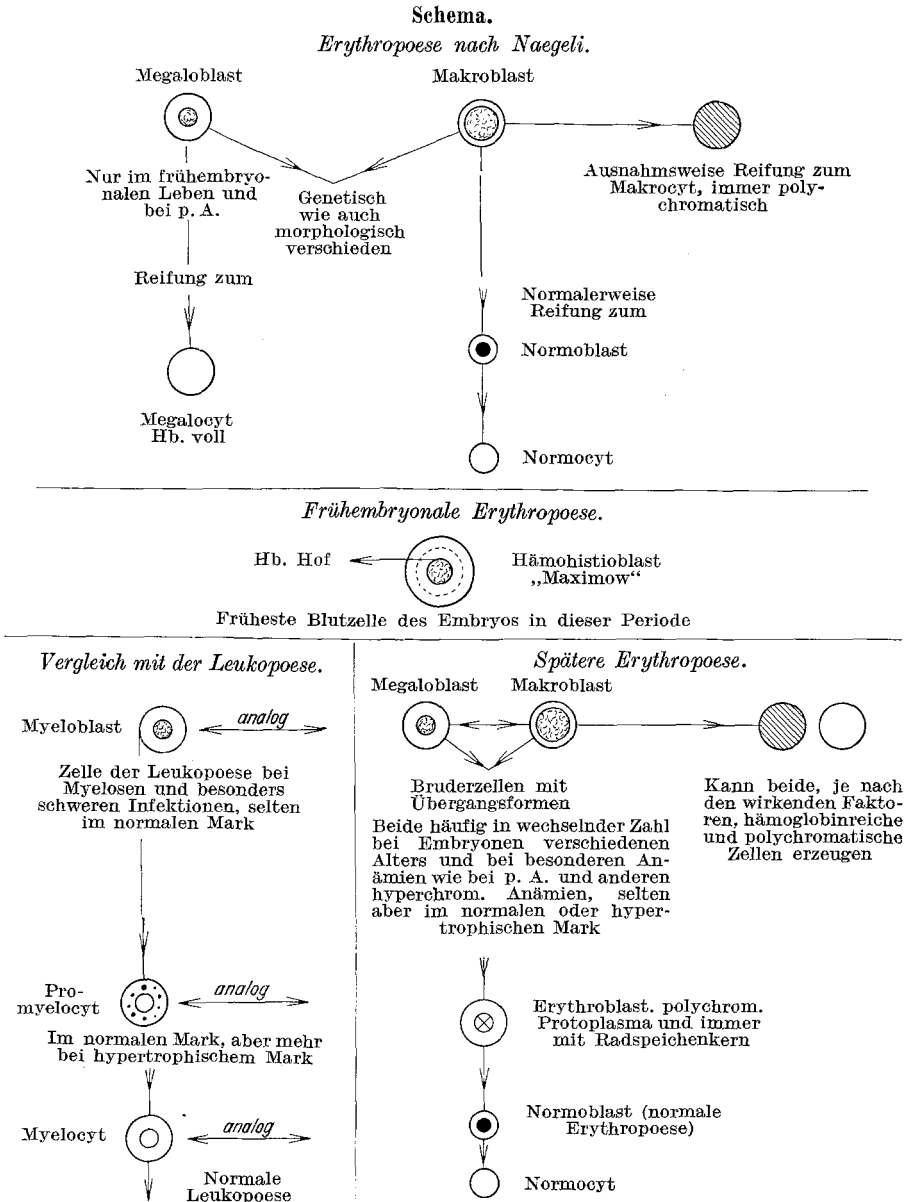 Schema.
Erythropoese nach Naegeli.
Megaloblast
Makroblast
Nur im frühembryo-
nalen Leben und
bei p. A.
Genetisch
wie auch
morphologisch
verschieden
Ausnahmsweise Reifung zum
Makrocyt, immer poly-
chromatisch
Reifung zum
Normalerweise
Reifung zum
Normoblast
Megalocyt
Hb. voll
Normocyt
Frühembryonale Erythropoese.
Hb. Hof
Hämohistioblast
„Maximow“
Früheste Blutzelle des Embryos in dieser Periode
Vergleich mit der Leukopoese.
Myeloblast
analog
Zelle der Leukopoese bei
Myelosen und besonders
schweren Infektionen, selten
im normalen Mark
Pro-
myelocyt
analog
Im normalen Mark, aber mehr
bei hypertrophischem Mark
Myelocyt
analog
Normale
Leukopoese
Spätere Erythropoese.
Megaloblast
Makroblast
Bruderzellen mit
Übergangsformen
Beide häufig in wechselnder Zahl
bei Embryonen verschiedenen
Alters und bei besonderen An-
ämien wie bei p. A. und anderen
hyperchrom. Anämien, selten
aber im normalen oder hyper-
trophischen Mark
Kann beide, je nach
den wirkenden Fakto-
ren, hämoglobinreiche
und polychromatische
Zellen erzeugen
Erythroblast. polychrom.
Protoplasma und immer
mit Radspeichenkern
Normoblast (normale
Erythropoese)
Normocyt